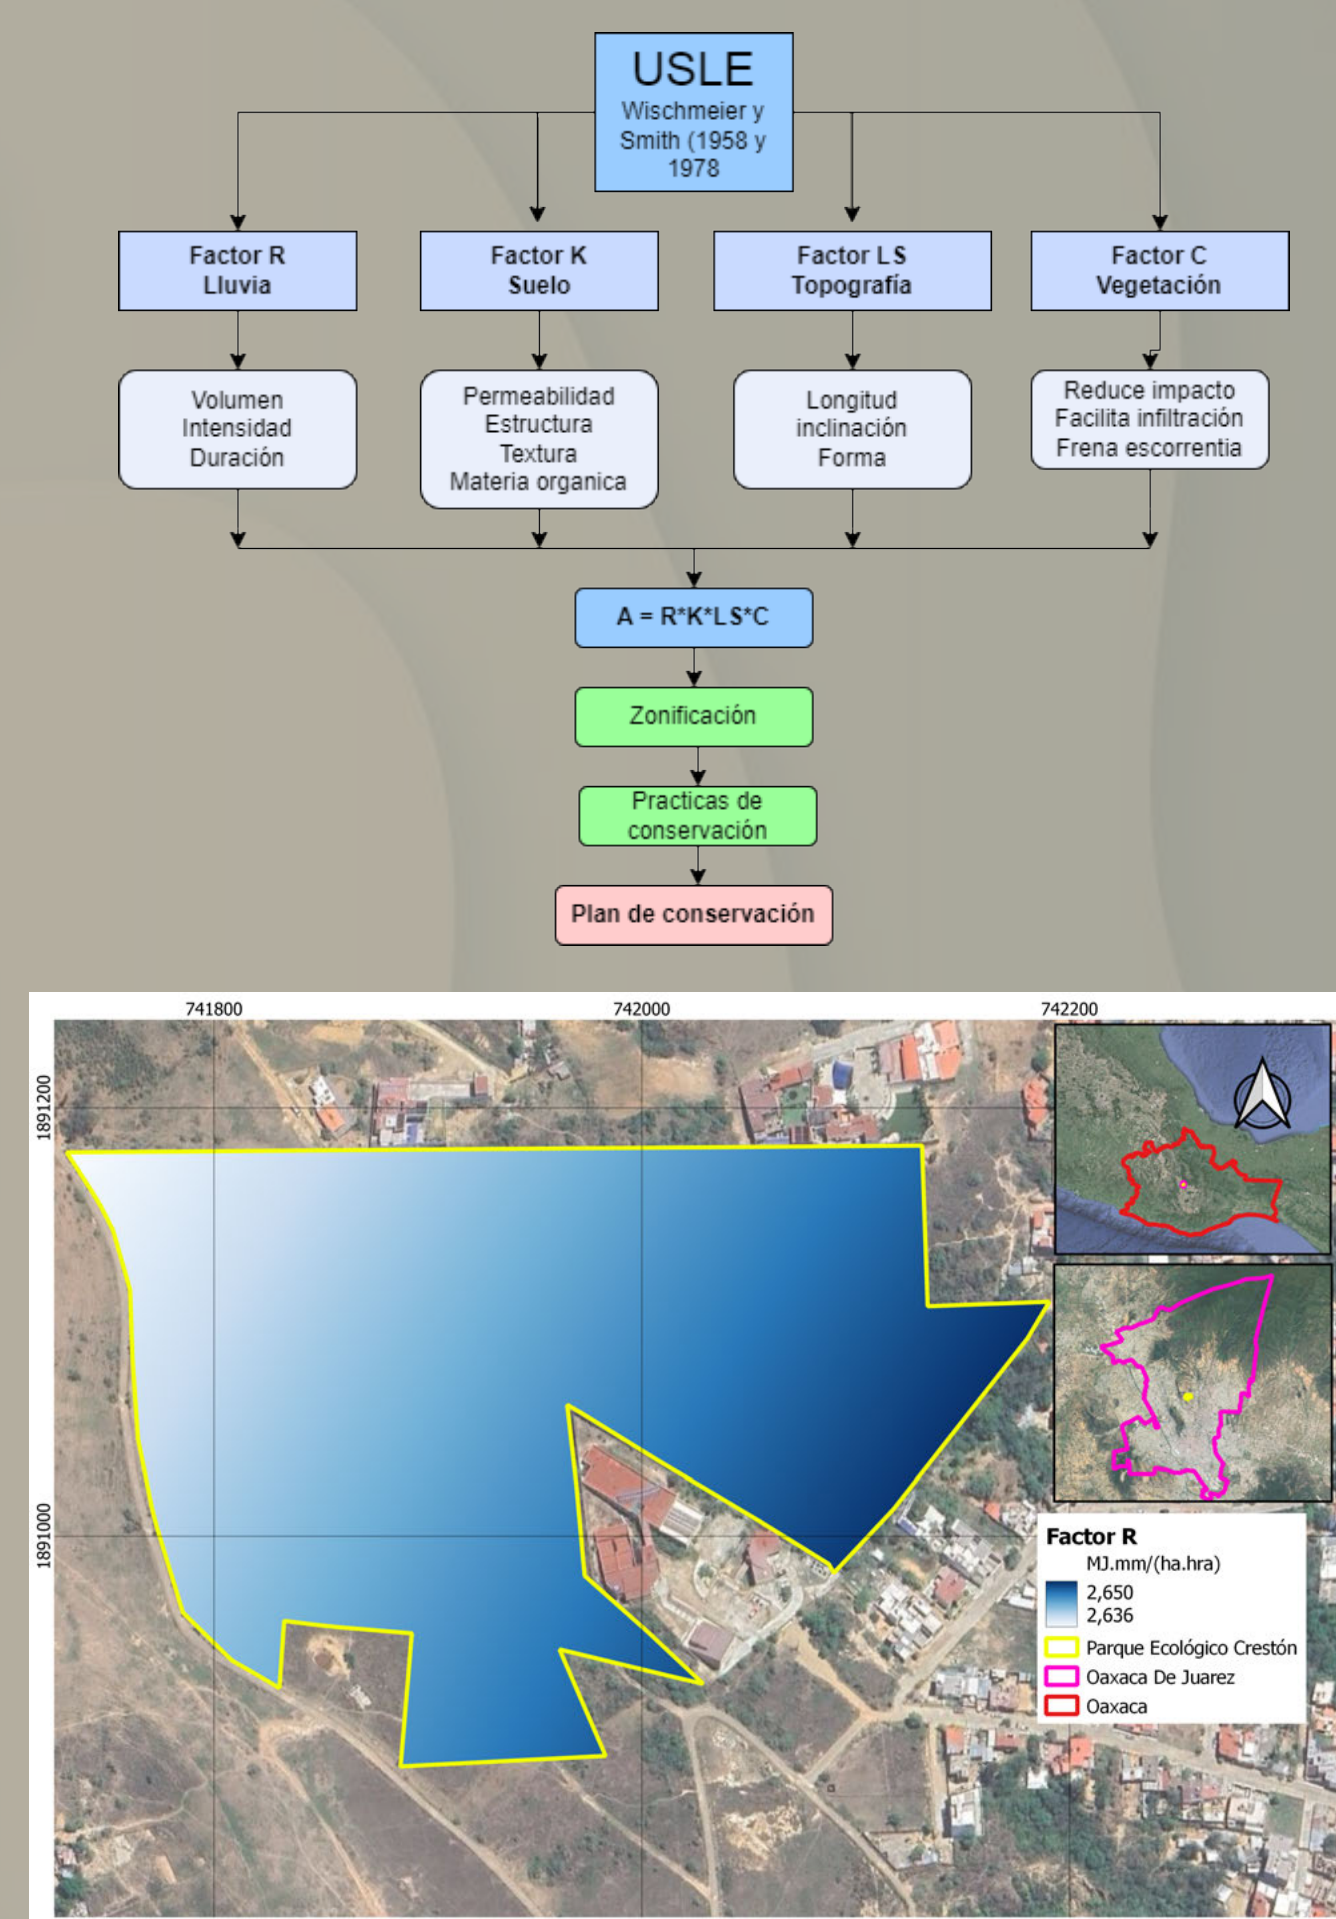 USLE
Wischmeier y
Smith (1958 y
1978
Factor R
Lluvia
Factor K
Suelo
Factor LS
Topografía
Factor C
Vegetación
Volumen
Intensidad
Duración
Permeabilidad
Estructura
Textura
Materia organica
Longitud
inclinación
Forma
Reduce impacto
Facilita infiltración
Frena escorrentia
A = R*K*LS*C
Zonificación
Practicas de
conservación
Plan de conservación
741800
742000
742200
1891200
1891000
Factor R
MJ.mm/(ha.hra)
2,650
2,636
Parque Ecológico Crestón
Oaxaca De Juarez
Oaxaca